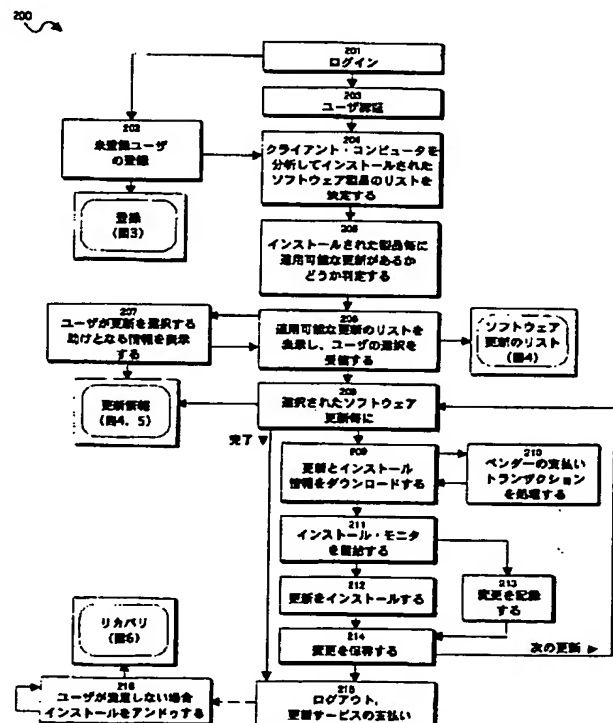 200
201
ログイン
203
ユーザ認証
202
未登録ユーザ
の登録
204
クライアント・コンピュータを
分析してインストールされた
ソフトウェア製品のリストを
決定する
登録
(図3)
205
インストールされた製品毎に
適用可能な更新があるか
どうか判定する
207
ユーザが更新を選択する
助けとなる情報を表示
する
206
適用可能な更新のリストを
表示し、ユーザの選択を
受信する
ソフトウェア
更新のリスト
(図4)
更新情報
(図4、5)
選択されたソフトウェア
更新毎に
完了
更新とインストール
情報をダウンロードする
210
ベンダーの支払い
トランザクション
を処理する
211
インストール・モニタ
を開始する
212
更新をインストールする
213
変更を記録
する
リカバリ
(図6)
214
変更を保存する
次の更新
216
ユーザが満足しない場合
インストールをアンドゥする
215
ログアウト、
更新サービスの支払い